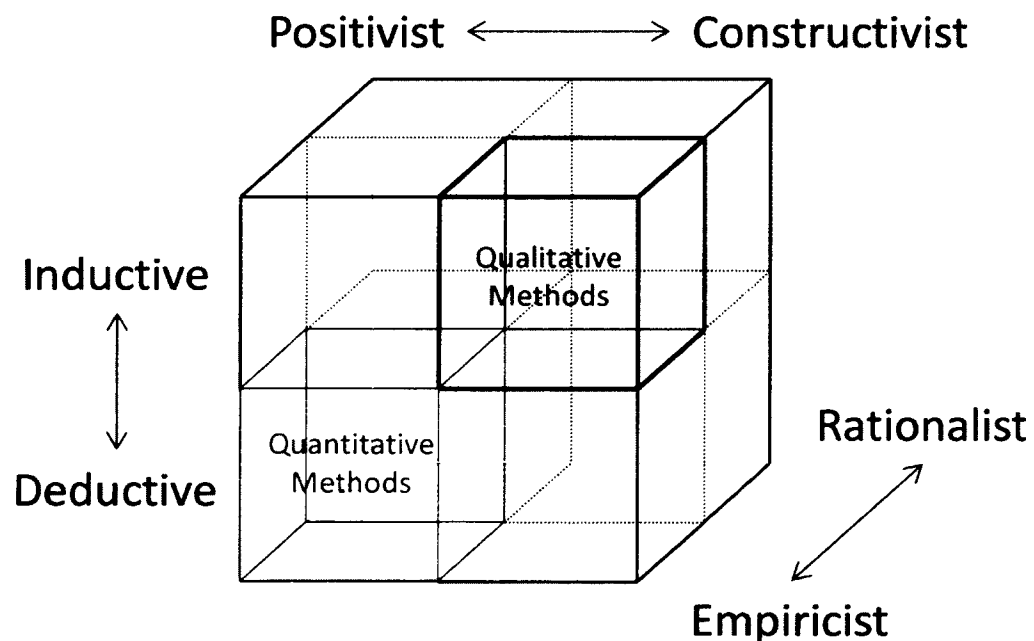 Positivist Constructivist
Inductive
Qualitative
Methods
Rationalist
Quantitative
Methods
Deductive
Empiricist